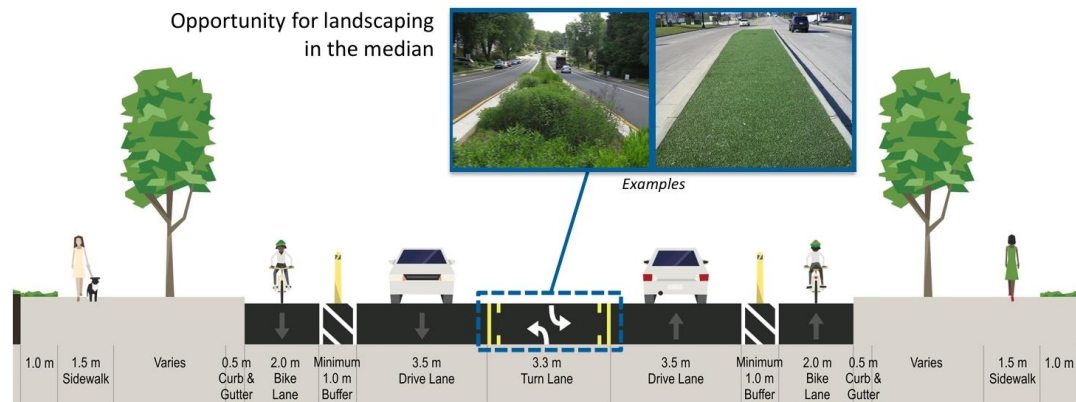 Opportunity for landscaping
in the median
Examples
1.0 m
1.5 m
Sidewalk
Varies
0.5 m
Curb &
Gutter
2.0 m
Bike
Lane
Minimum
1.0 m
Buffer
3.5 m
Drive Lane
3.3 m
Turn Lane
3.5 m
Drive Lane
Minimum
1.0 m
Buffer
2.0 m
Bike
Lane
0.5 m
Curb &
Gutter
Varies
1.5 m
Sidewalk
1.0 m